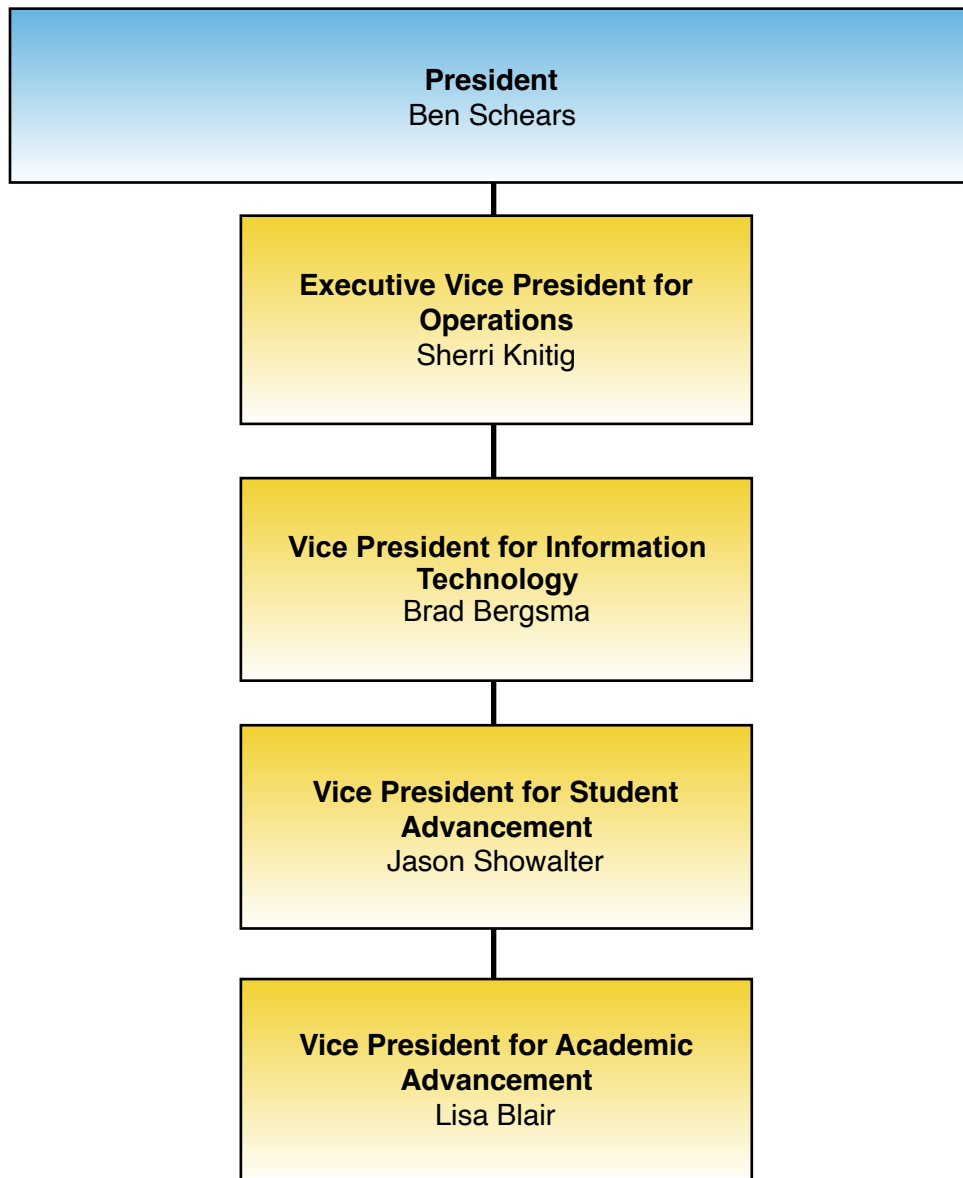 President
Ben Schears
Executive Vice President for
Operations
Sherri Knitig
Vice President for Information
Technology
Brad Bergsma
Vice President for Student
Advancement
Jason Showalter
Vice President for Academic
Advancement
Lisa Blair